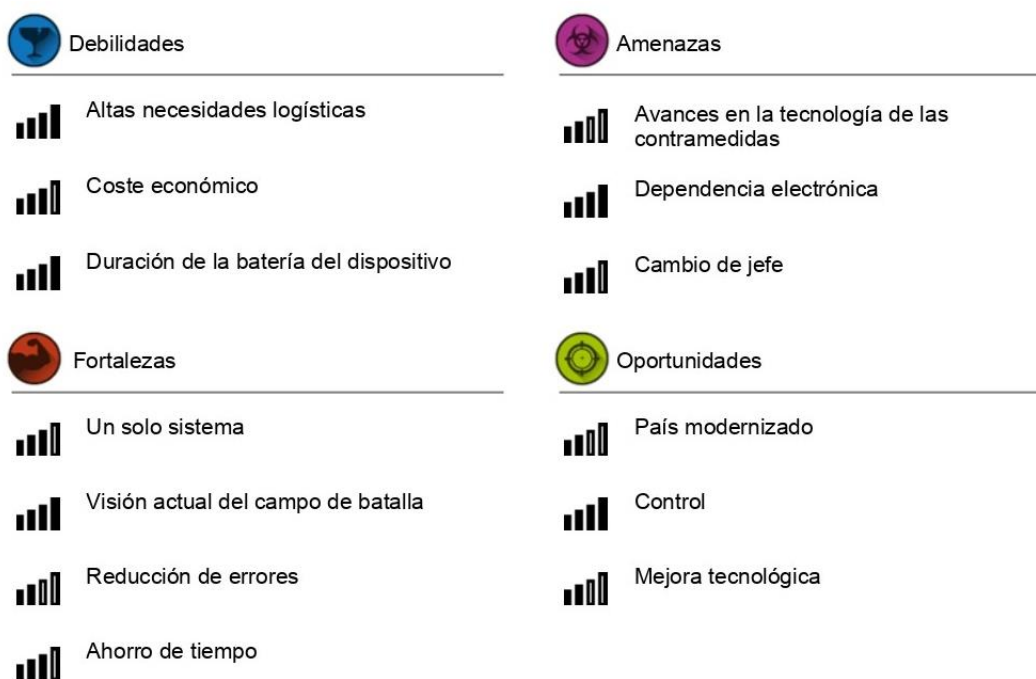 Debilidades
Altas necesidades logísticas
Coste económico
Duración de la batería del dispositivo
Amenazas
Avances en la tecnología de las
contramedidas
Dependencia electrónica
Cambio de jefe
Fortalezas
Un solo sistema
Visión actual del campo de batalla
Reducción de errores
Ahorro de tiempo
Oportunidades
País modernizado
Control
Mejora tecnológica